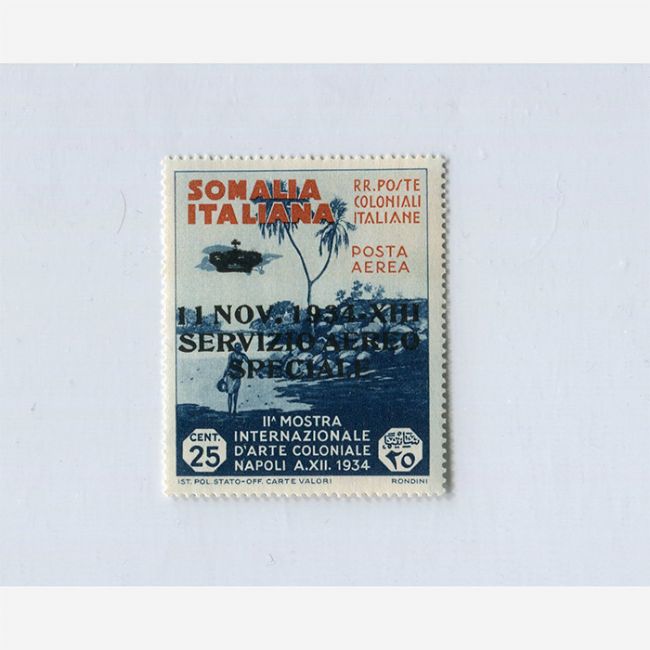 SOMALIA
ITALIANA
RR. POSTE
COLONIALI
ITALIANE
POSTA
AEREA
11 NOV. 1934-XIII
SERVIZIO AEREO
SPECIALE
IIª MOSTRA
INTERNAZIONALE
D'ARTE COLONIALE
NAPOLI A.XII. 1934
CENT.
25
٢٥
IST. POL. STATO-OFF. CARTE VALORI
RONDINI